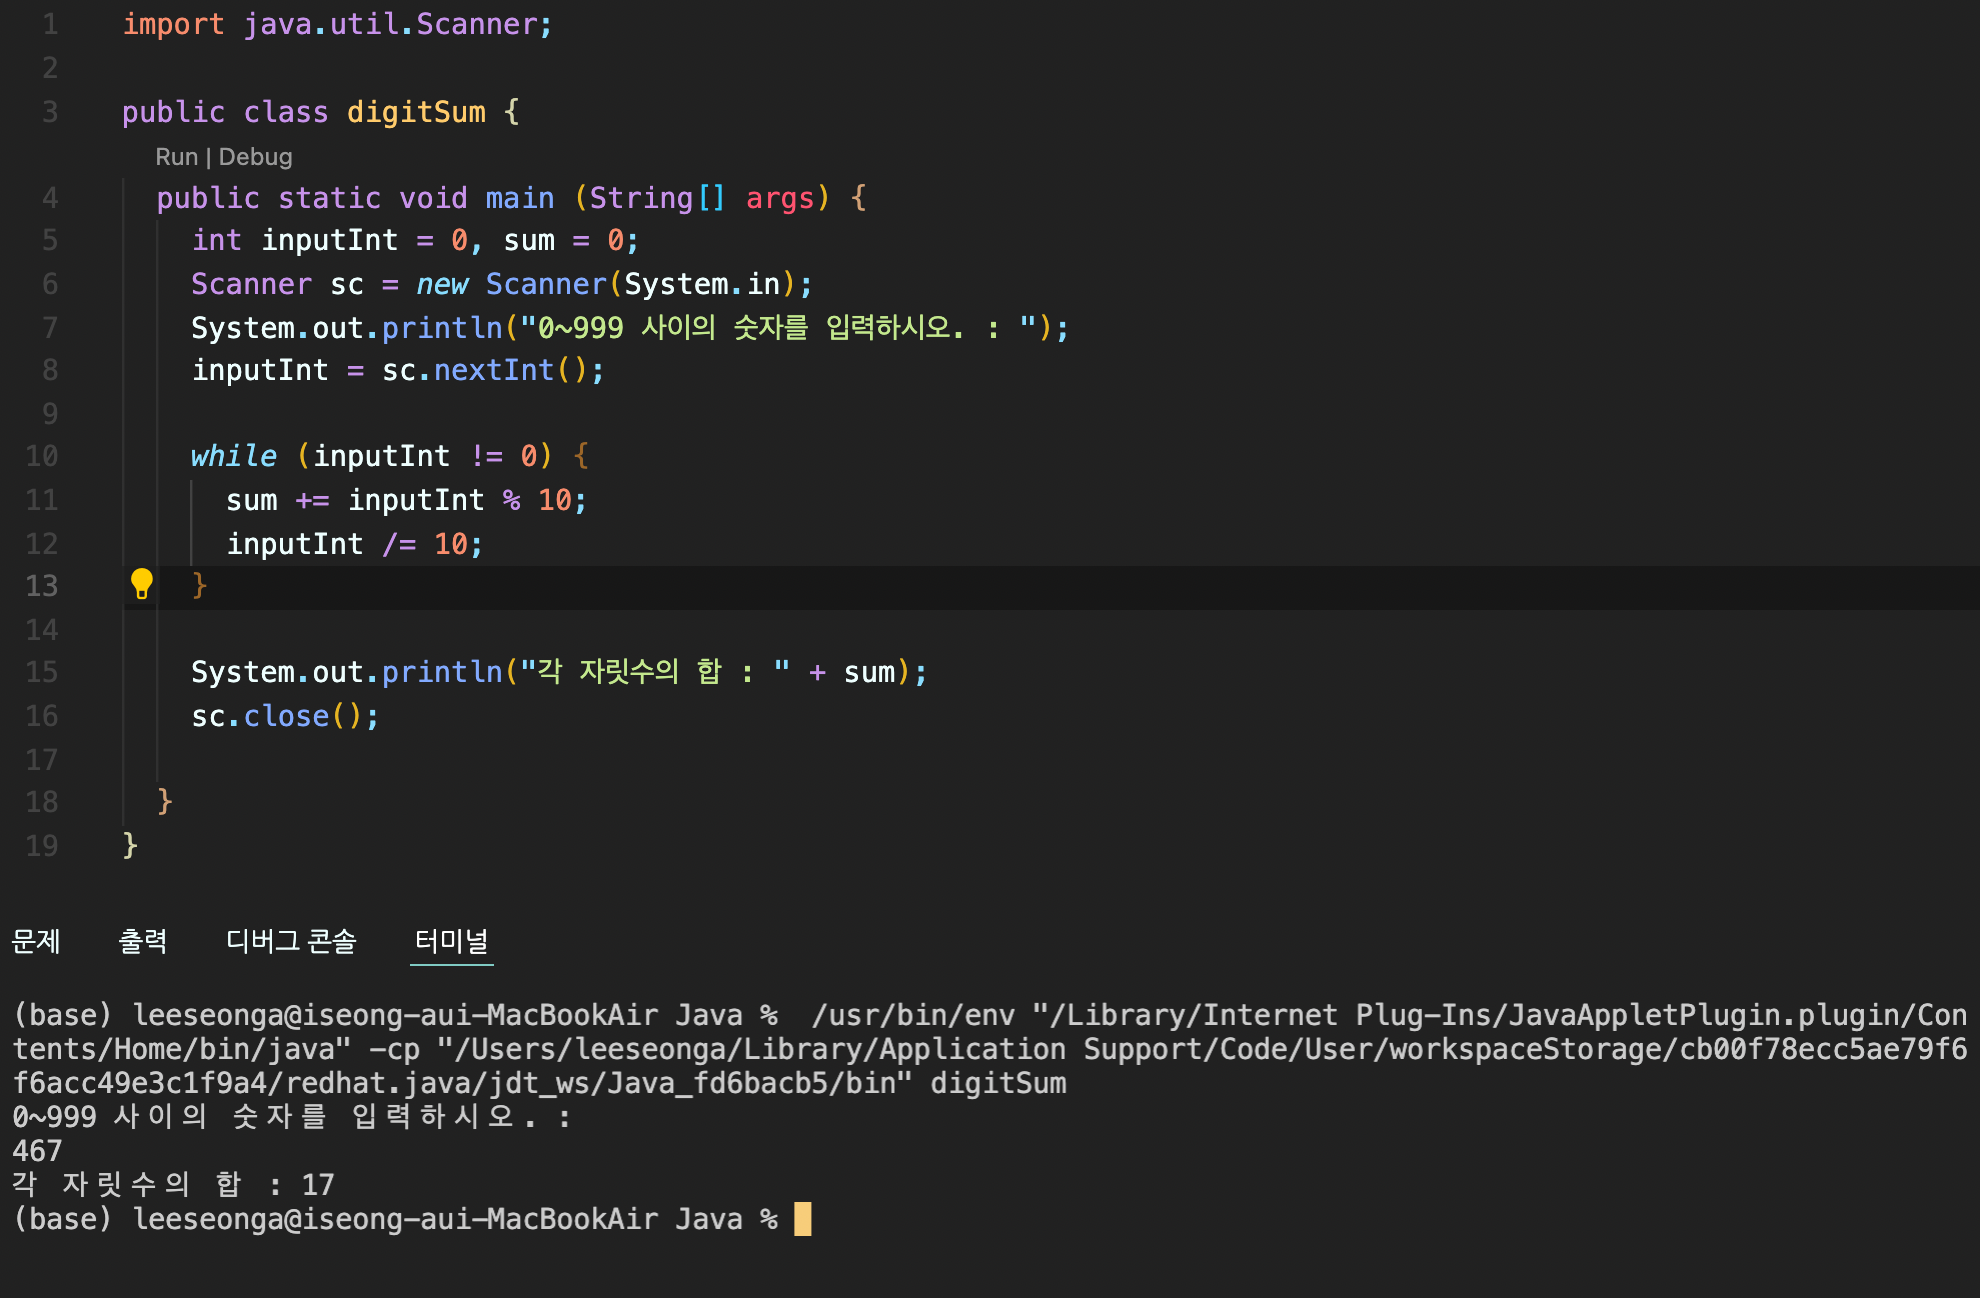 1 import java.util.Scanner;
2
3 public class digitSum {
Run | Debug
4 public static void main (String[] args) {
5 int inputInt = 0, sum = 0;
6 Scanner sc = new Scanner(System.in);
7 System.out.println("0~999 사이의 숫자를 입력하시오. : ");
8 inputInt = sc.nextInt();
9
10 while (inputInt != 0) {
11 sum += inputInt % 10;
12 inputInt /= 10;
13 }
14
15 System.out.println("각 자릿수의 합 : " + sum);
16 sc.close();
17
18 }
19 }
문제 출력 디버그 콘솔 터미널
(base) leeseonga@iseong-aui-MacBookAir Java %  /usr/bin/env "/Library/Internet Plug-Ins/JavaAppletPlugin.plugin/Con
tents/Home/bin/java" -cp "/Users/leeseonga/Library/Application Support/Code/User/workspaceStorage/cb00f78ecc5ae79f6
f6acc49e3c1f9a4/redhat.java/jdt_ws/Java_fd6bacb5/bin" digitSum
0~999 사이의 숫자를 입력하시오. :
467
각 자릿수의 합 : 17
(base) leeseonga@iseong-aui-MacBookAir Java %